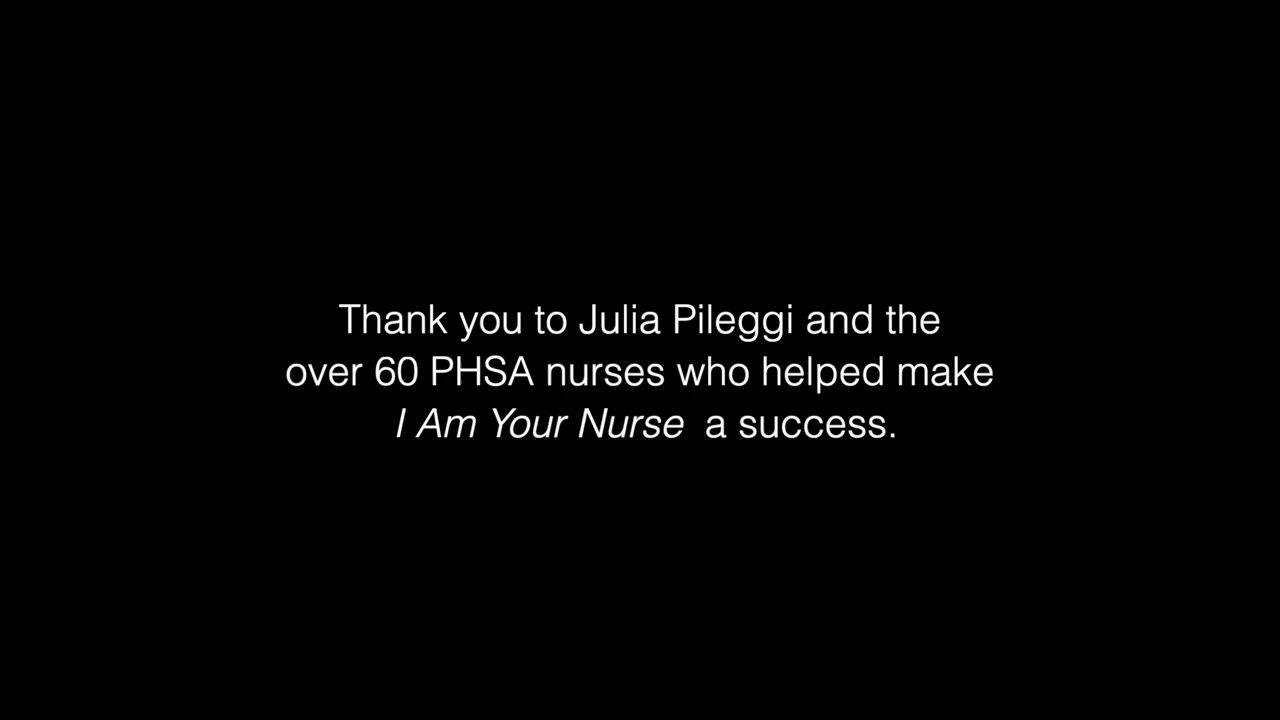 Thank you to Julia Pileggi and the
over 60 PHSA nurses who helped make
I Am Your Nurse a success.